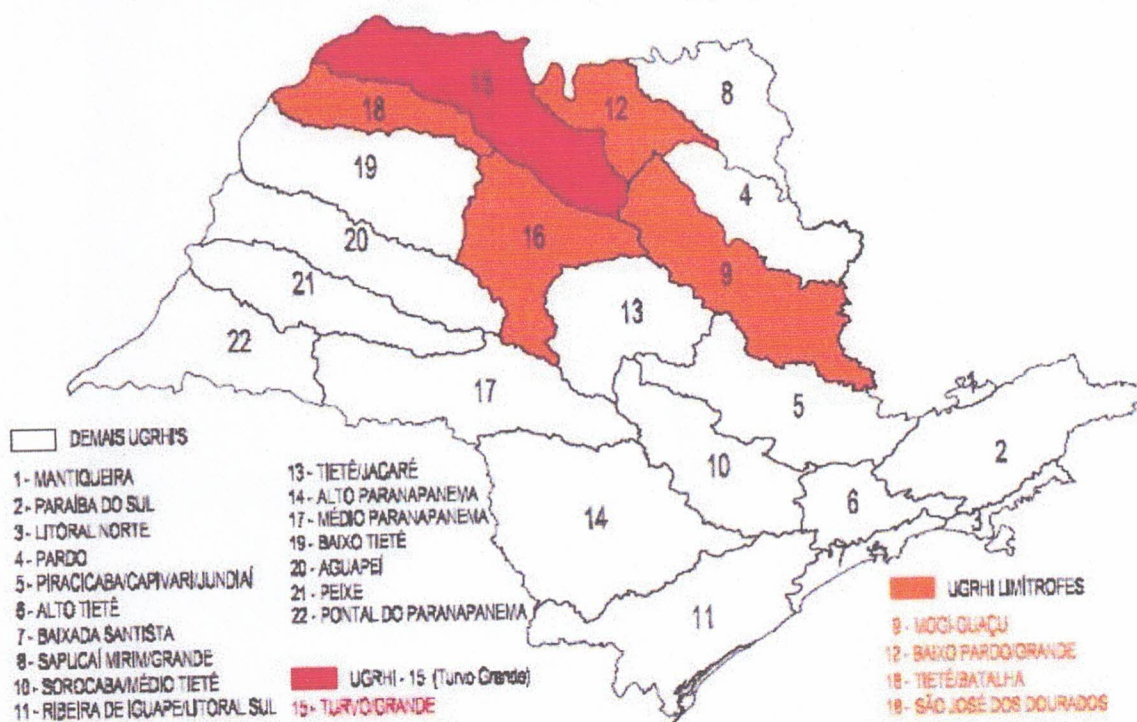 15
18
12
8
19
4
16
9
20
21
13
22
17
5
1
2
10
6
14
3
7
11
DEMAIS UGRHI'S
1 - MANTIQUEIRA
2 - PARAÍBA DO SUL
3 - LITORAL NORTE
4 - PARDO
5 - PIRACICABA/CAPIVARI/JUNDIAÍ
6 - ALTO TIETÊ
7 - BAIXADA SANTISTA
8 - SAPUCAÍ MIRIM/GRANDE
10 - SOROCABA/MÉDIO TIETÊ
11 - RIBEIRA DE IGUAPE/LITORAL SUL
13 - TIETÊ/JACARÉ
14 - ALTO PARANAPANEMA
17 - MÉDIO PARANAPANEMA
19 - BAIXO TIETÊ
20 - AGUAPEÍ
21 - PEIXE
22 - PONTAL DO PARANAPANEMA
UGRHI - 15 (Turvo Grande)
15 - TURVO/GRANDE
UGRHI LIMÍTROFES
9 - MOGI-GUAÇU
12 - BAIXO PARDO/GRANDE
16 - TIETÊ/BATALHA
18 - SÃO JOSÉ DOS DOURADOS